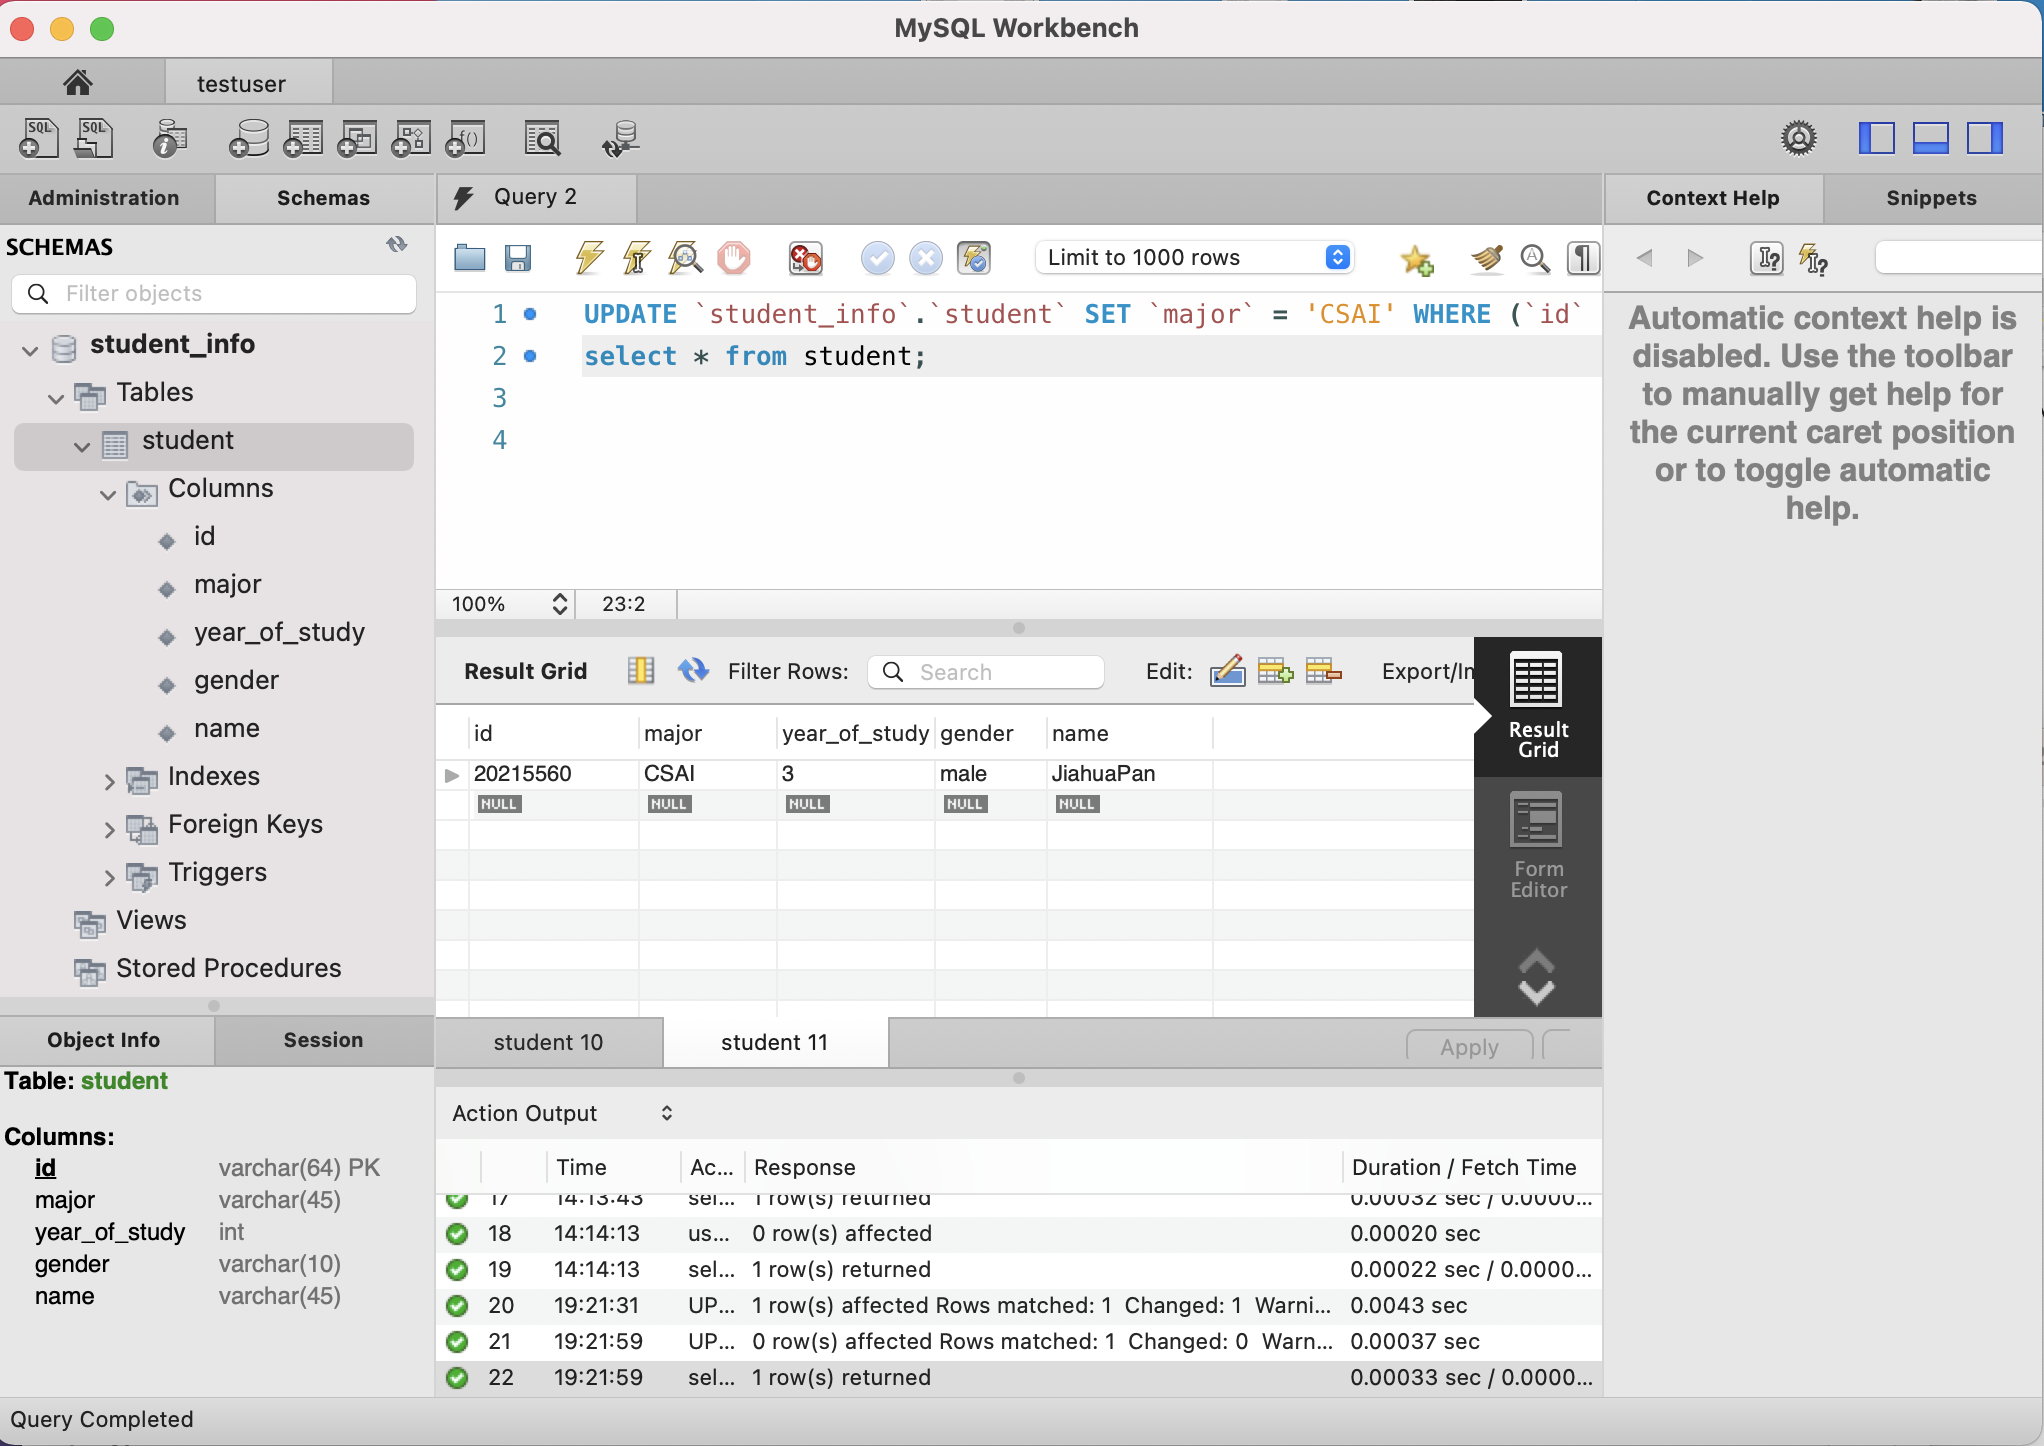 MySQL Workbench
testuser
Administration
Schemas
SCHEMAS
Filter objects
student_info
Tables
student
Columns
id
major
year_of_study
gender
name
Indexes
Foreign Keys
Triggers
Views
Stored Procedures
Object Info
Session
Table: student
Columns:
id varchar(64) PK
major varchar(45)
year_of_study int
gender varchar(10)
name varchar(45)
Query 2
Limit to 1000 rows
1 UPDATE `student_info`.`student` SET `major` = 'CSAI' WHERE (`id`
2 select * from student;
3
4
100% 23:2
Result Grid Filter Rows: Search Edit: Export/In
id major year_of_study gender name
20215560 CSAI 3 male JiahuaPan
NULL NULL NULL NULL NULL
Result
Grid
Form
Editor
student 10 student 11 Apply
Action Output
Time Ac... Response Duration / Fetch Time
17 14:13:43 sel... 1 row(s) returned 0.00032 sec / 0.0000...
18 14:14:13 us... 0 row(s) affected 0.00020 sec
19 14:14:13 sel... 1 row(s) returned 0.00022 sec / 0.0000...
20 19:21:31 UP... 1 row(s) affected Rows matched: 1 Changed: 1 Warni... 0.0043 sec
21 19:21:59 UP... 0 row(s) affected Rows matched: 1 Changed: 0 Warn... 0.00037 sec
22 19:21:59 sel... 1 row(s) returned 0.00033 sec / 0.0000...
Context Help
Snippets
Automatic context help is
disabled. Use the toolbar
to manually get help for
the current caret position
or to toggle automatic
help.
Query Completed